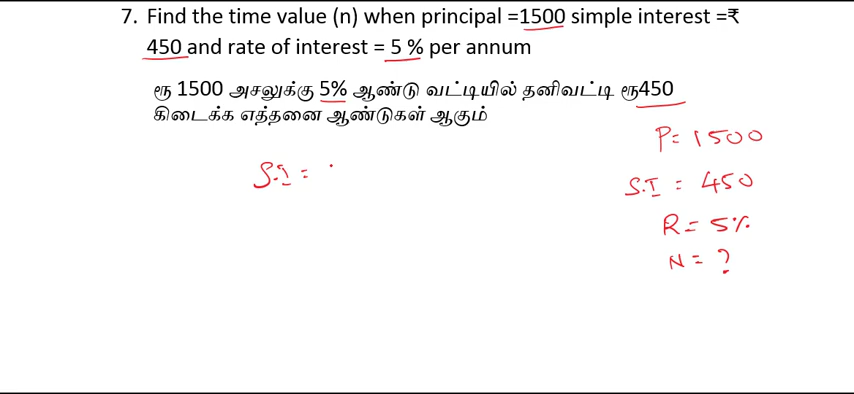 7. Find the time value (n) when principal =1500 simple interest =₹
450 and rate of interest = 5 % per annum
ரூ 1500 அசலுக்கு 5% ஆண்டு வட்டியில் தனிவட்டி ரூ450
கிடைக்க எத்தனை ஆண்டுகள் ஆகும்
P= 1500
S.I =
S.I = 450
R= 5%
N= ?